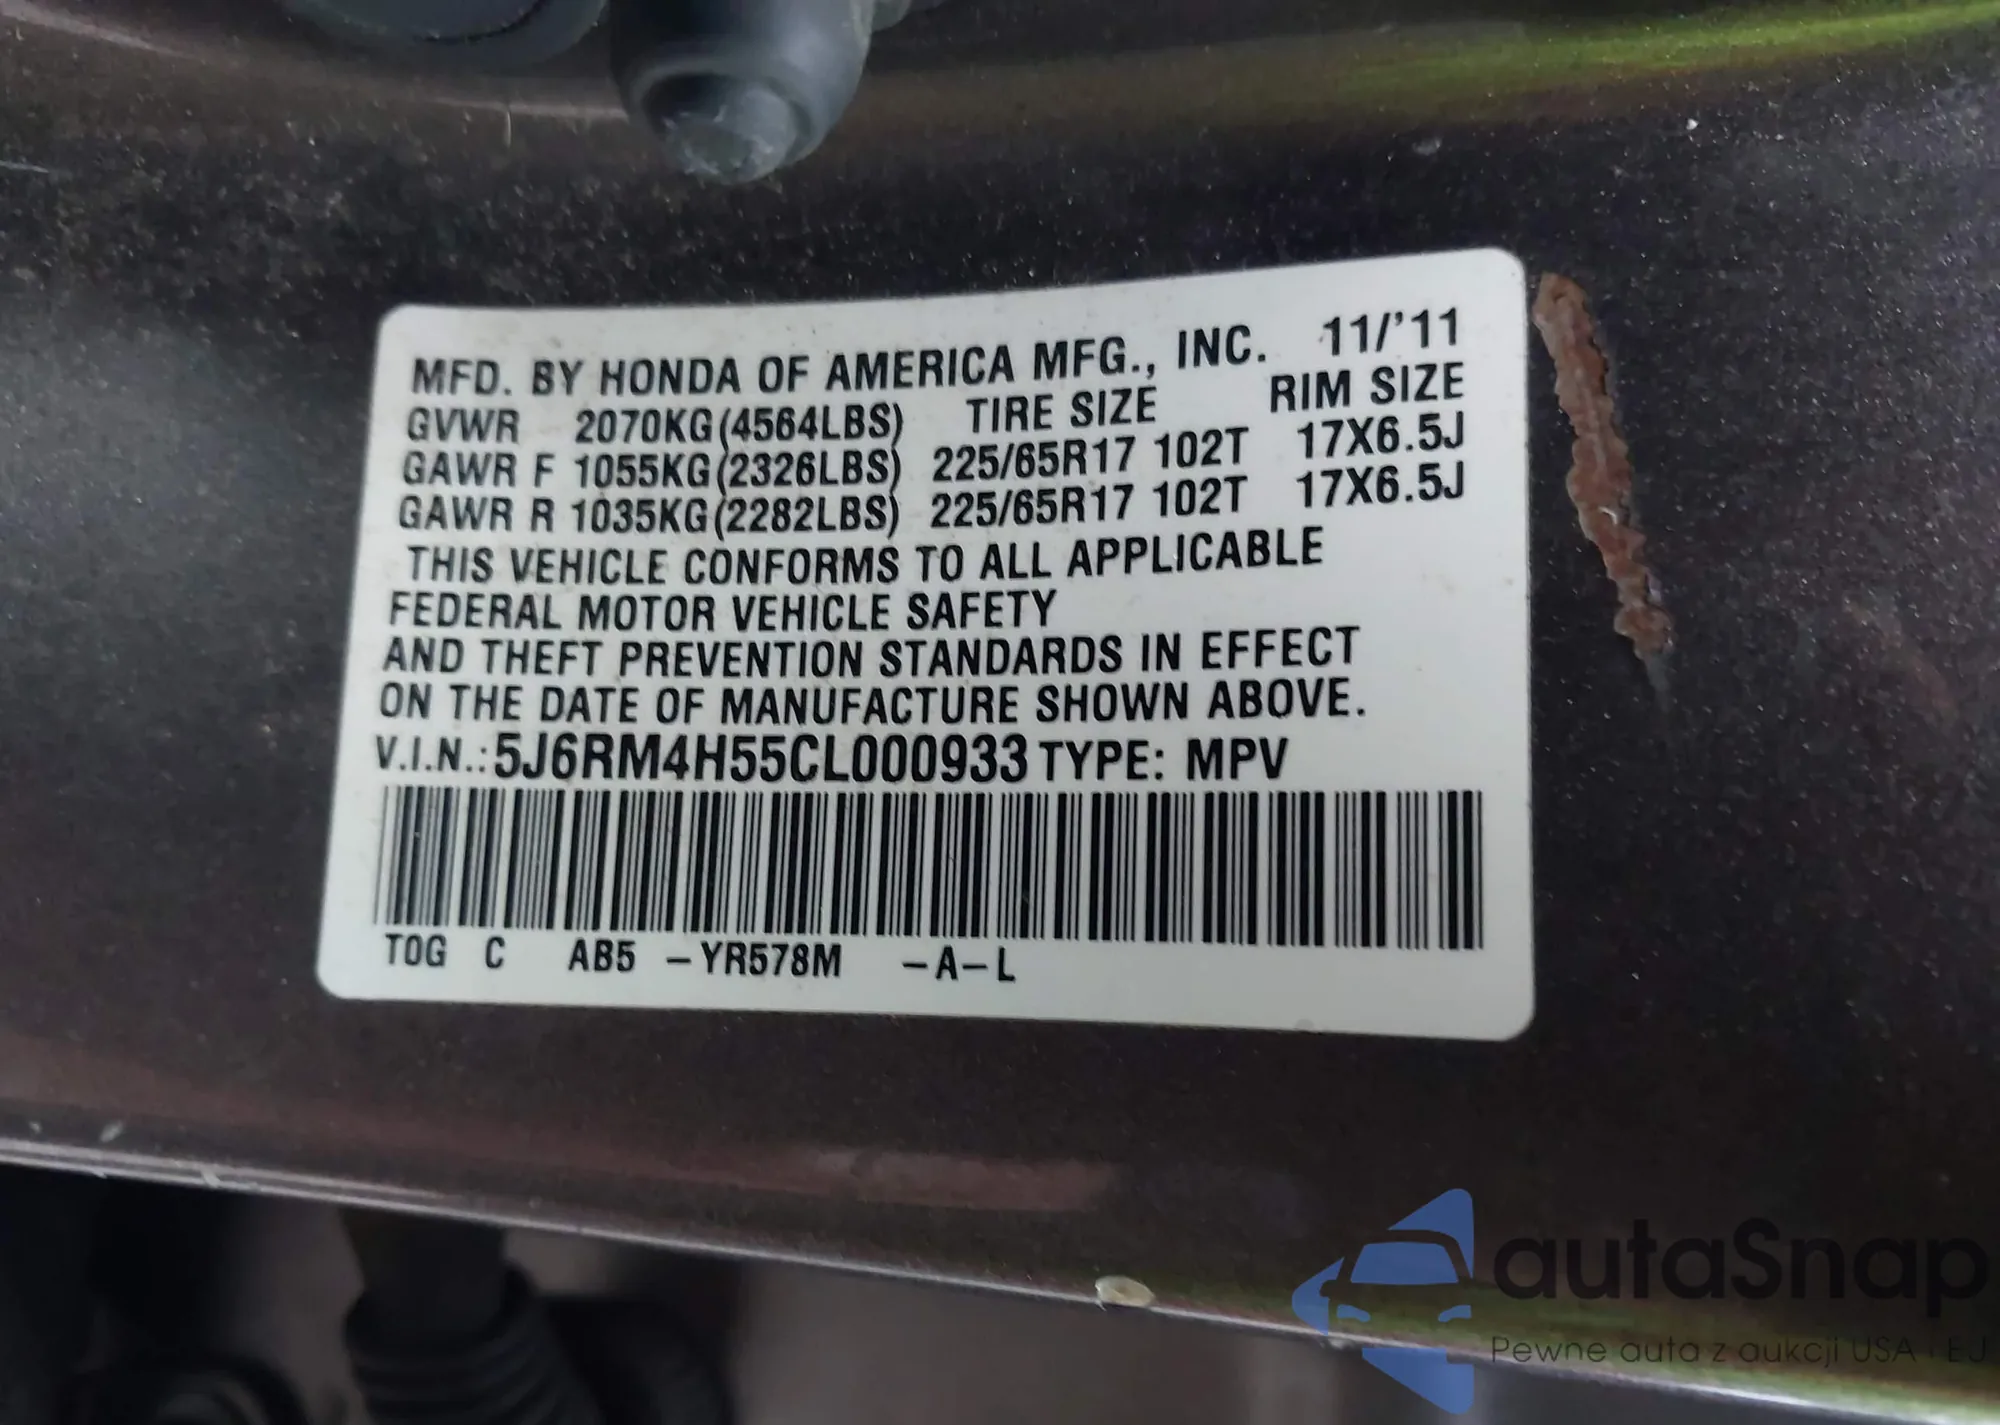 MFD. BY HONDA OF AMERICA MFG., INC. 11/'11
GVWR 2070KG(4564LBS) TIRE SIZE RIM SIZE
GAWR F 1055KG(2326LBS) 225/65R17 102T 17X6.5J
GAWR R 1035KG(2282LBS) 225/65R17 102T 17X6.5J
THIS VEHICLE CONFORMS TO ALL APPLICABLE
FEDERAL MOTOR VEHICLE SAFETY
AND THEFT PREVENTION STANDARDS IN EFFECT
ON THE DATE OF MANUFACTURE SHOWN ABOVE.
V.I.N.: 5J6RM4H55CL000933 TYPE: MPV
TOG C AB5 -YR578M -A-L
autaSnap
Pewne auta z aukcji USA i EJ